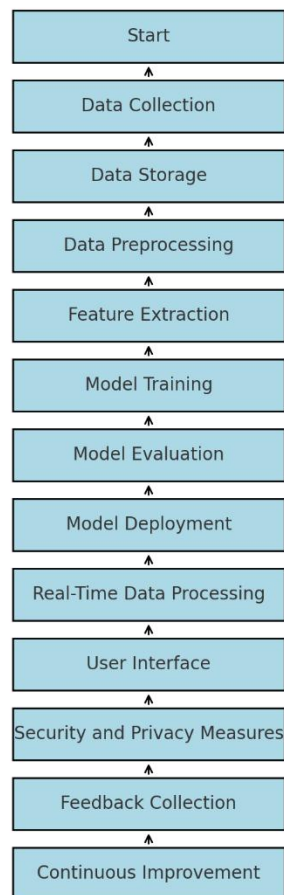 Start
Data Collection
Data Storage
Data Preprocessing
Feature Extraction
Model Training
Model Evaluation
Model Deployment
Real-Time Data Processing
User Interface
Security and Privacy Measures
Feedback Collection
Continuous Improvement